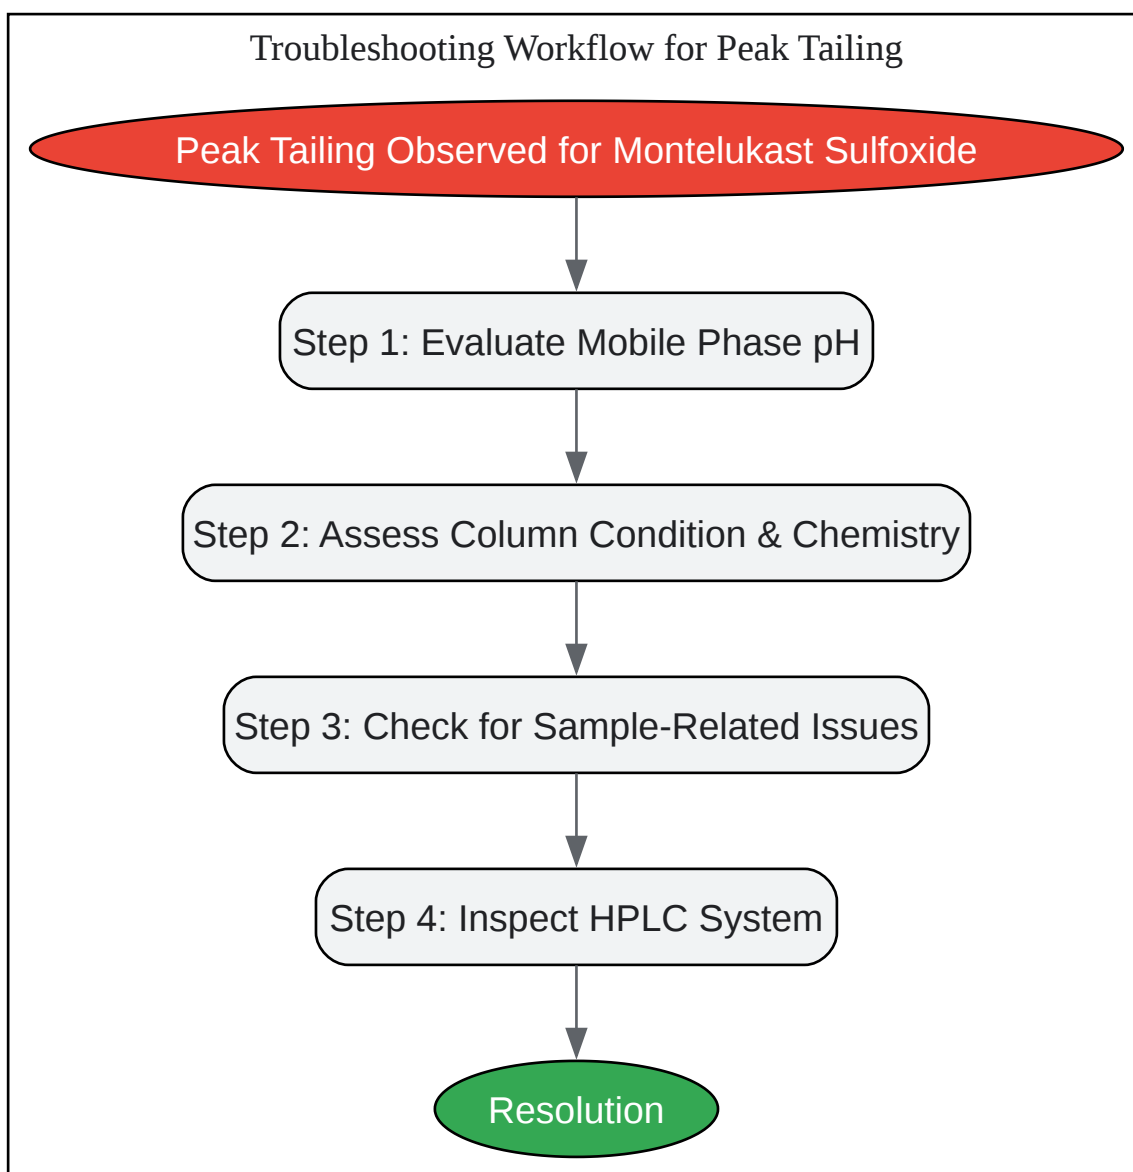 Troubleshooting Workflow for Peak Tailing
Peak Tailing Observed for Montelukast Sulfoxide
Step 1: Evaluate Mobile Phase pH
Step 2: Assess Column Condition & Chemistry
Step 3: Check for Sample-Related Issues
Step 4: Inspect HPLC System
Resolution